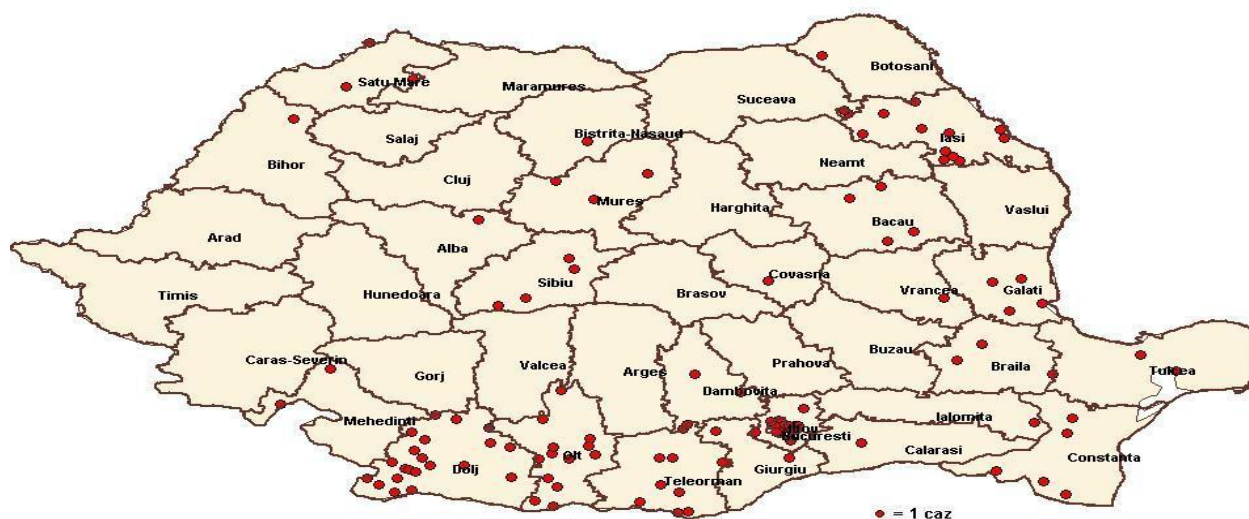 Botosani
Satu Mare
Maramures
Suceava
Salaj
Bistrita-Nasaud
Iasi
Bihor
Cluj
Neamt
Mures
Harghita
Bacau
Vaslui
Arad
Alba
Timis
Hunedoara
Sibiu
Covasna
Brasov
Vrancea
Galati
Caras-Severin
Gorj
Valcea
Arges
Prahova
Buzau
Dambovita
Braila
Tulcea
Mehedinti
Ialomita
Ilfov
Bucuresti
Dolj
Olt
Teleorman
Giurgiu
Calarasi
Constanta
= 1 caz